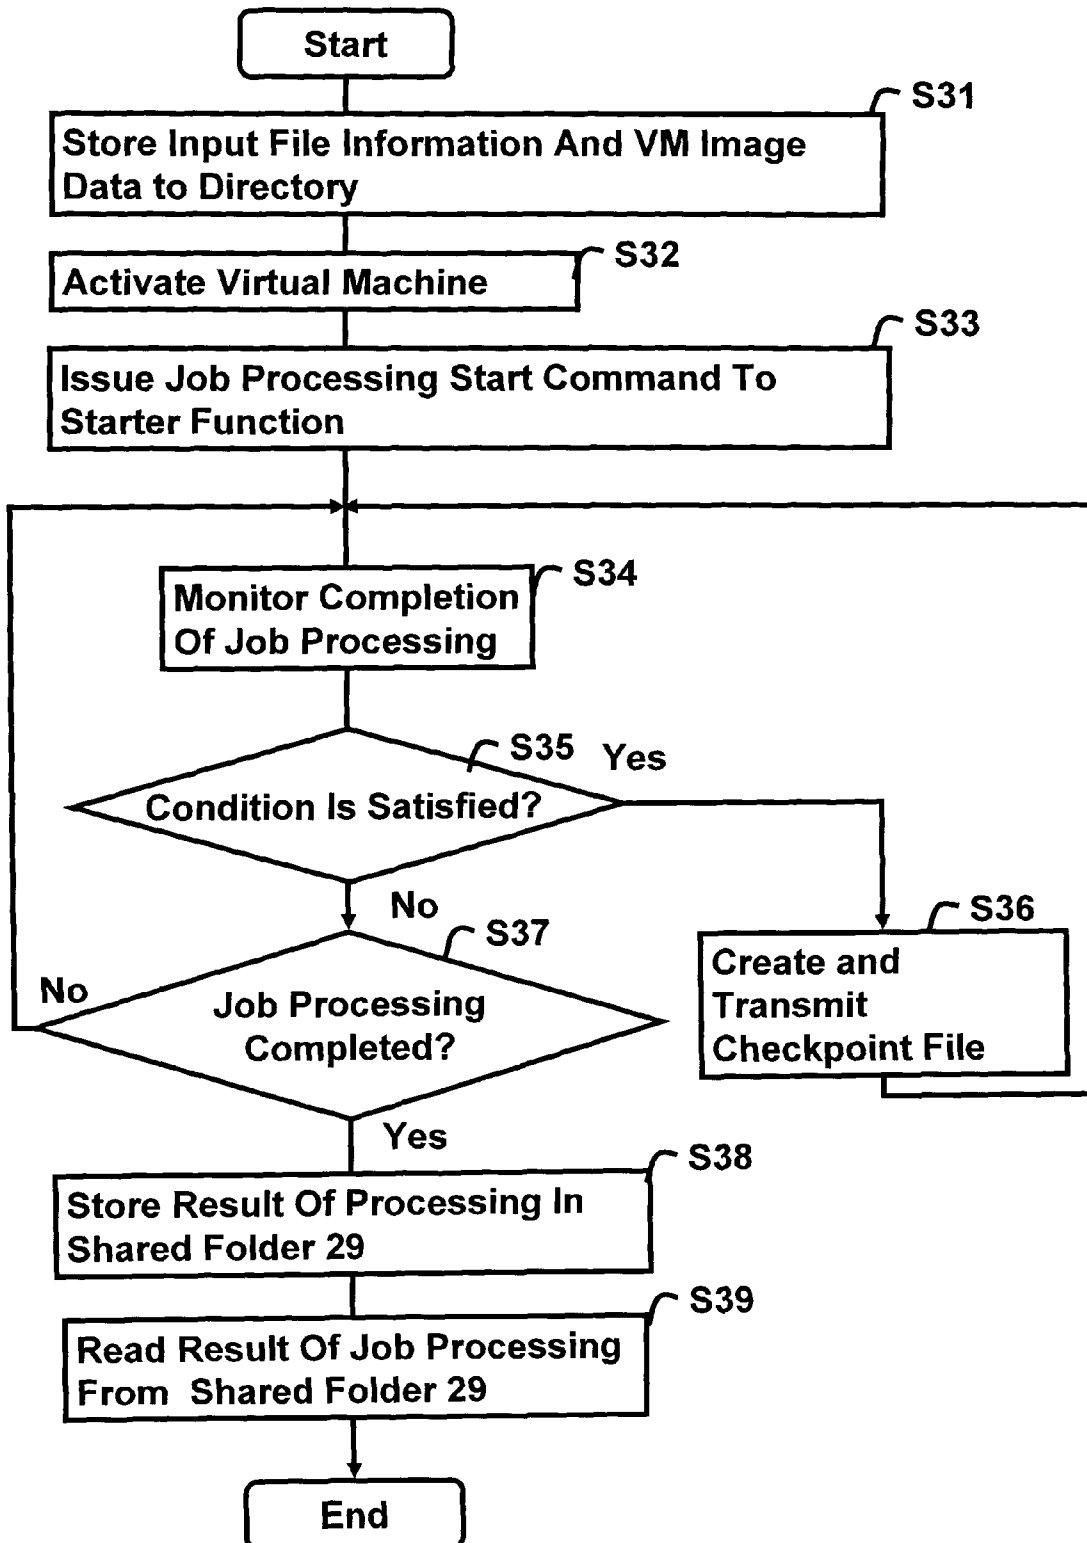 Start
S31
Store Input File Information And VM Image
Data to Directory
S32
Activate Virtual Machine
S33
Issue Job Processing Start Command To
Starter Function
S34
Monitor Completion
Of Job Processing
S35
Yes
Condition Is Satisfied?
No
S36
Create and
Transmit
Checkpoint File
S37
No
Job Processing
Completed?
Yes
S38
Store Result Of Processing In
Shared Folder 29
S39
Read Result Of Job Processing
From Shared Folder 29
End